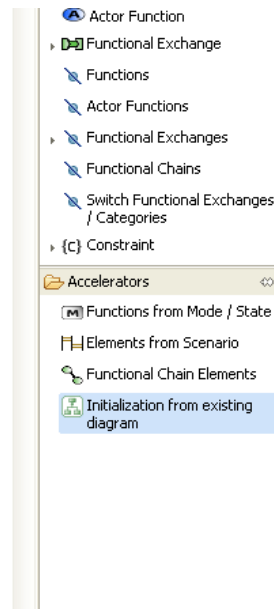 Actor Function
Functional Exchange
Functions
Actor Functions
Functional Exchanges
Functional Chains
Switch Functional Exchanges
/ Categories
{C} Constraint
Accelerators
M Functions from Mode / State
Elements from Scenario
Functional Chain Elements
Initialization from existing
diagram